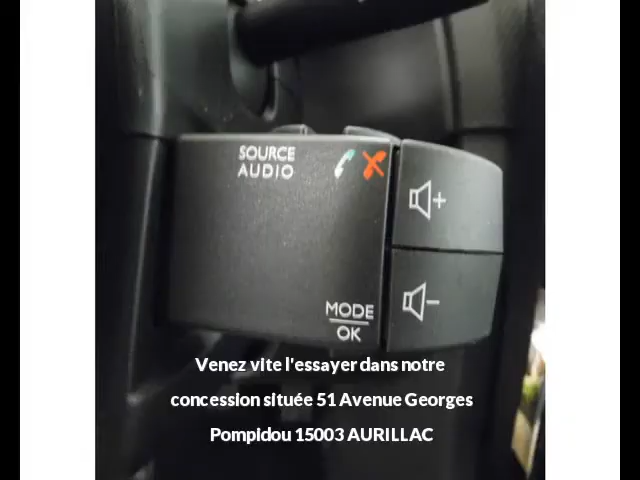 SOURCE
AUDIO
MODE
OK
Venez vite l'essayer dans notre
concession située 51 Avenue Georges
Pompidou 15003 AURILLAC